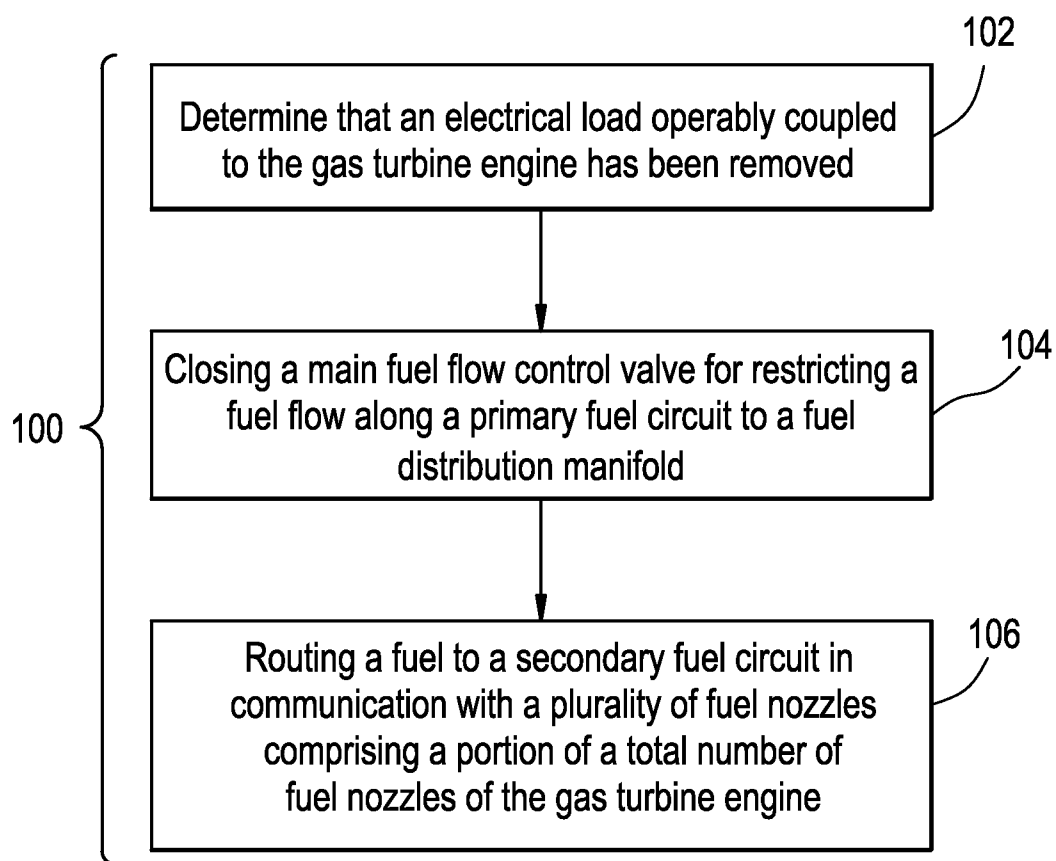 102
Determine that an electrical load operably coupled
to the gas turbine engine has been removed
104
Closing a main fuel flow control valve for restricting a
fuel flow along a primary fuel circuit to a fuel
distribution manifold
100
106
Routing a fuel to a secondary fuel circuit in
communication with a plurality of fuel nozzles
comprising a portion of a total number of
fuel nozzles of the gas turbine engine